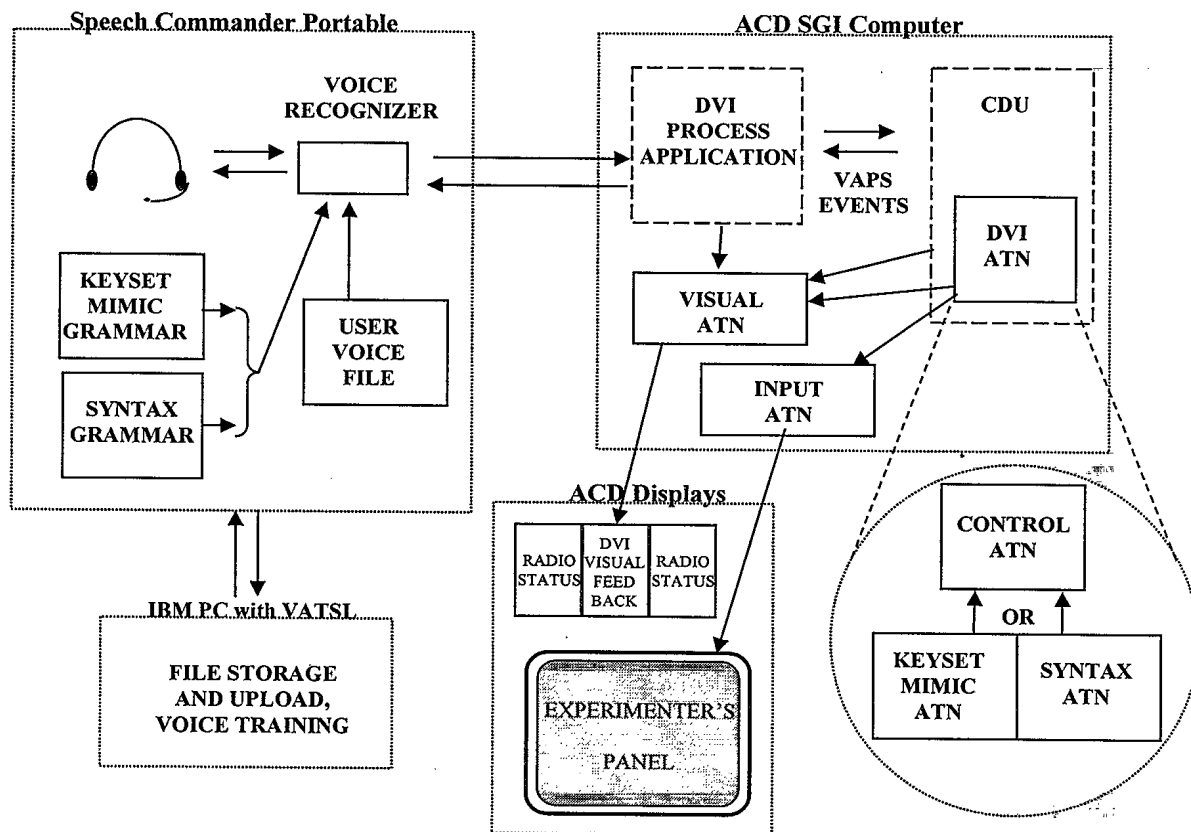 Speech Commander Portable
VOICE
RECOGNIZER
KEYSET
MIMIC
GRAMMAR
SYNTAX
GRAMMAR
USER
VOICE
FILE
IBM PC with VATSL
FILE STORAGE
AND UPLOAD,
VOICE TRAINING
ACD SGI Computer
DVI
PROCESS
APPLICATION
VAPS
EVENTS
CDU
DVI
ATN
VISUAL
ATN
INPUT
ATN
ACD Displays
RADIO
STATUS
DVI
VISUAL
FEED
BACK
RADIO
STATUS
EXPERIMENTER'S
PANEL
CONTROL
ATN
OR
KEYSET
MIMIC
ATN
SYNTAX
ATN